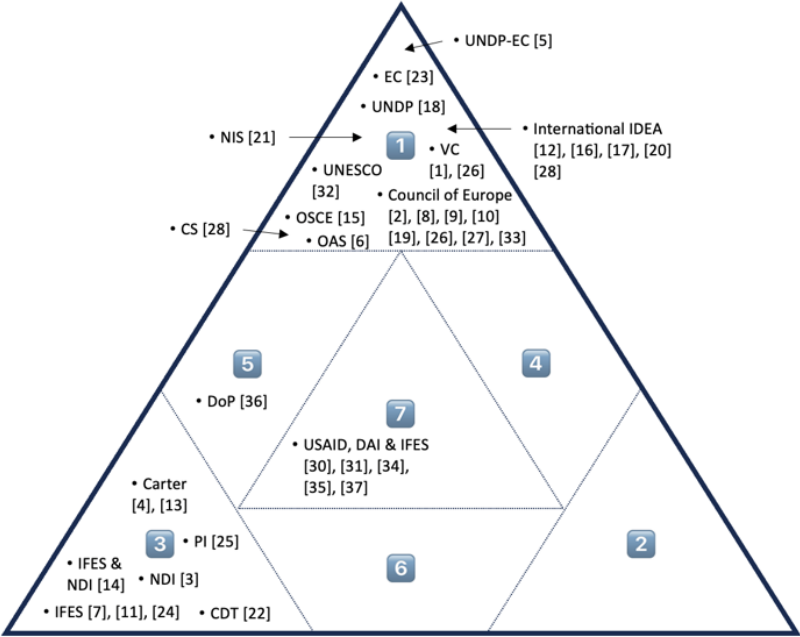 • UNDP-EC [5]
• EC [23]
• UNDP [18]
• NIS [21]
1
• International IDEA
[12], [16], [17], [20]
[28]
• VC
[1], [26]
• UNESCO
[32]
• Council of Europe
[2], [8], [9], [10]
[19], [26], [27], [33]
• OSCE [15]
• CS [28]
• OAS [6]
5
4
• DoP [36]
7
• USAID, DAI & IFES
[30], [31], [34],
[35], [37]
• Carter
[4], [13]
3
• PI [25]
• IFES &
NDI [14]
• NDI [3]
• IFES [7], [11], [24]
• CDT [22]
6
2